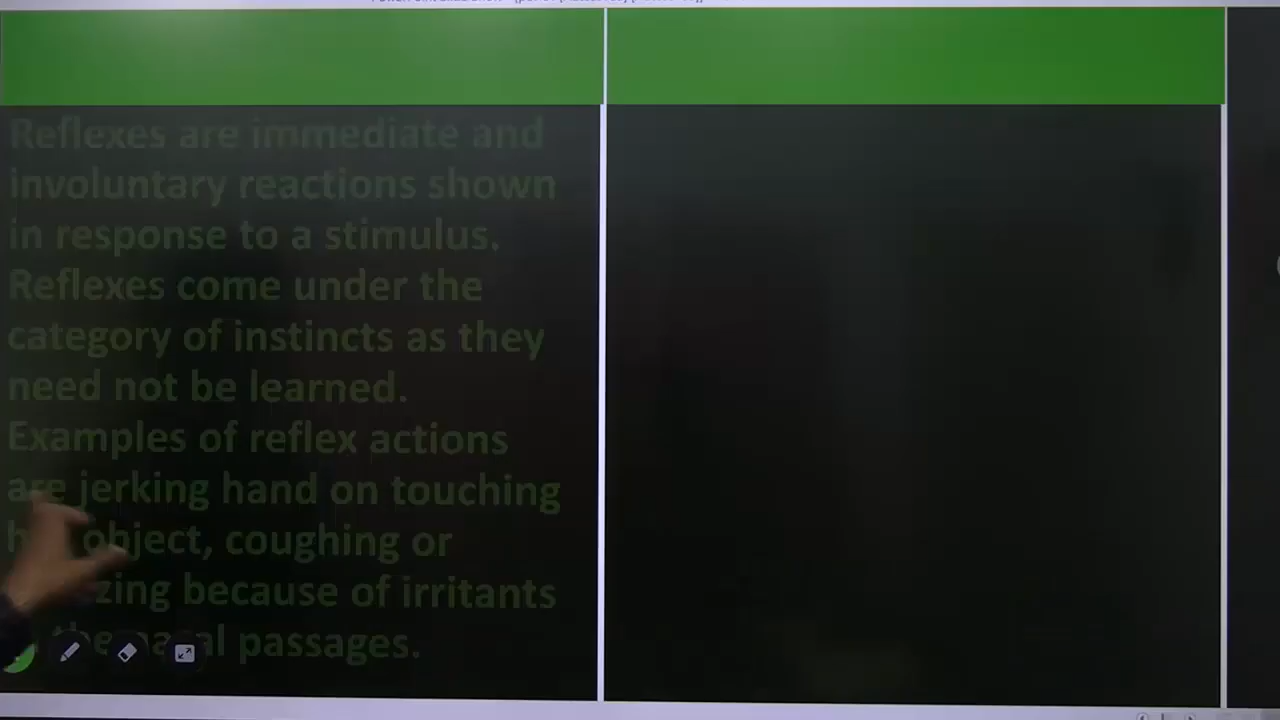 Reflexes are immediate and
involuntary reactions shown
in response to a stimulus.
Reflexes come under the
category of instincts as they
need not be learned.
Examples of reflex actions
are jerking hand on touching
object, coughing or
because of irritants
passages.